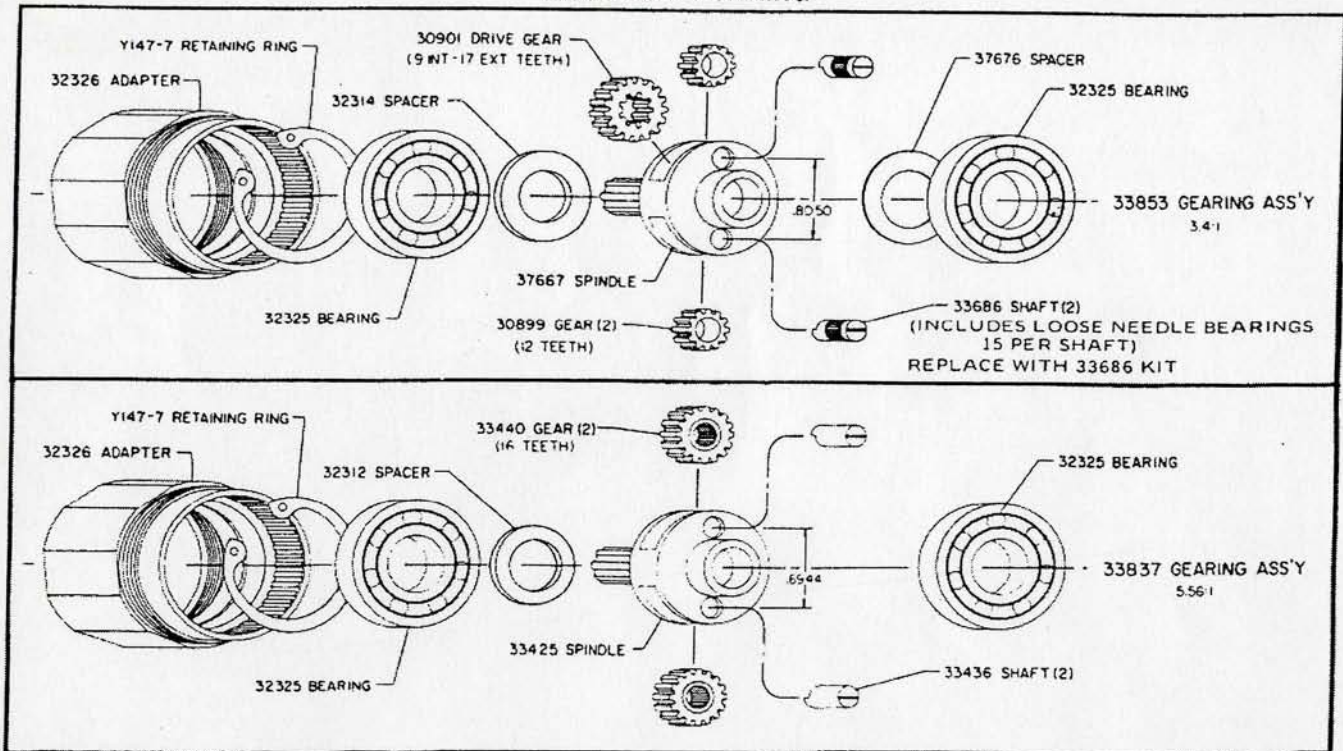 Y147-7 RETAINING RING
32326 ADAPTER
32314 SPACER
30901 DRIVE GEAR
(9 INT-17 EXT TEETH)
37676 SPACER
32325 BEARING
.8050
33853 GEARING ASS'Y
3.4:1
37667 SPINDLE
32325 BEARING
30899 GEAR (2)
(12 TEETH)
33686 SHAFT(2)
(INCLUDES LOOSE NEEDLE BEARINGS
15 PER SHAFT)
REPLACE WITH 33686 KIT
Y147-7 RETAINING RING
32326 ADAPTER
32312 SPACER
33440 GEAR (2)
(16 TEETH)
32325 BEARING
.6944
33837 GEARING ASS'Y
5.56:1
33425 SPINDLE
32325 BEARING
33436 SHAFT(2)